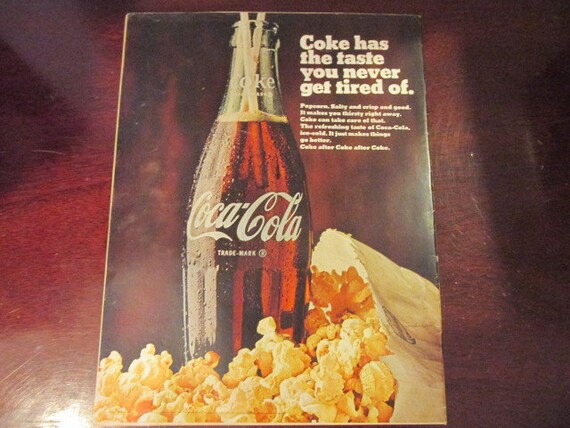 Coke has
the taste
you never
get tired of.
Popcorn. Salty and crisp and good.
It makes you thirsty right away.
Coke can take care of that.
The refreshing taste of Coca-Cola,
ice-cold. It just makes things
go better.
Coke after Coke after Coke.
Coke
Coca-Cola
TRADE-MARK ®